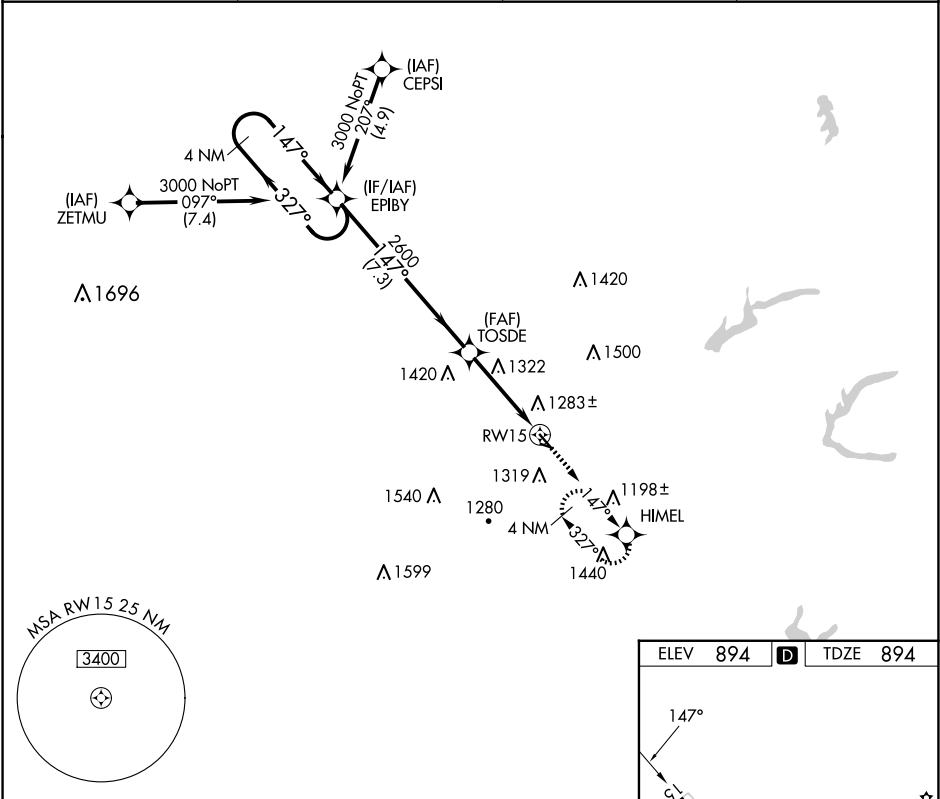 (IAF)
CEPSI
3000 NoPT
207°
(4.9)
4 NM
147°
327°
(IAF)
ZETMU
3000 NoPT
097°
(7.4)
(IF/IAF)
EPIBY
2600
147°
(7.3)
1696
1420
(FAF)
TOSDE
1500
1420
1322
1283±
RW15
1319
1540
1280
147°
1198±
HIMEL
4 NM
327°
1440
1599
MSA RW15 25 NM
3400
ELEV 894 D TDZE 894
147°
15